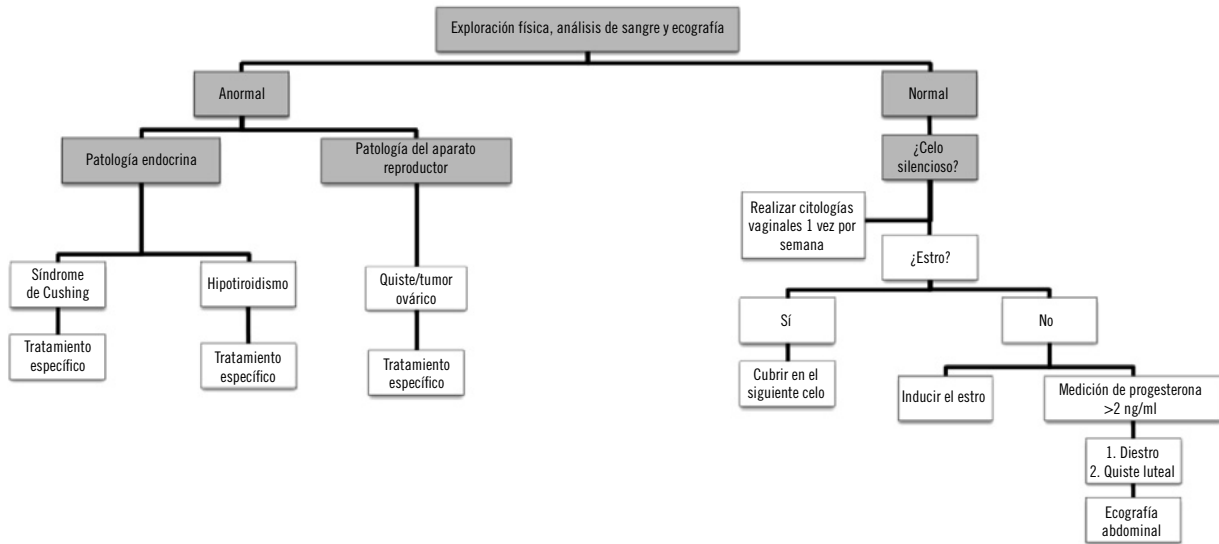 Exploración física, análisis de sangre y ecografía
Anormal
Normal
Patología endocrina
Patología del aparato
reproductor
¿Celo
silencioso?
Realizar citologías
vaginales 1 vez por
semana
¿Estro?
Síndrome
de Cushing
Hipotiroidismo
Quiste/tumor
ovárico
Sí
No
Tratamiento
específico
Tratamiento
específico
Tratamiento
específico
Cubrir en el
siguiente celo
Inducir el estro
Medición de progesterona
>2 ng/ml
1. Diestro
2. Quiste luteal
Ecografía
abdominal